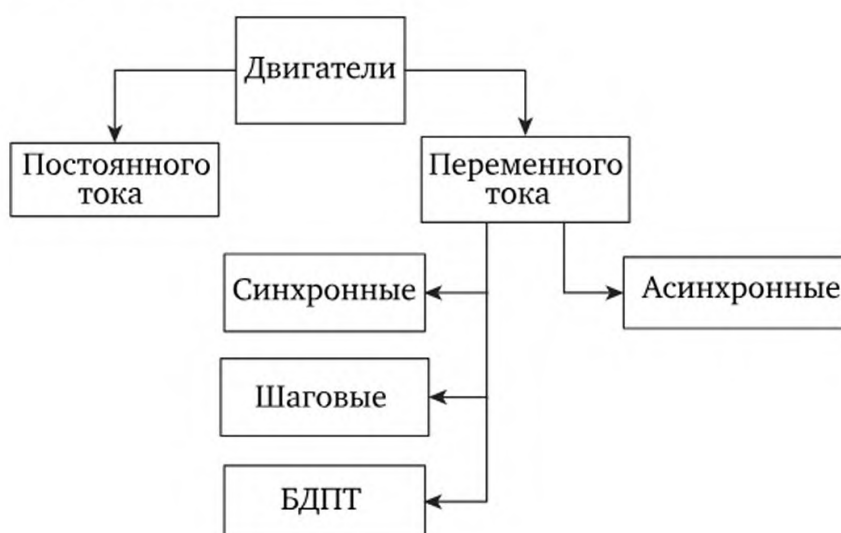 Двигатели
Постоянного
тока
Переменного
тока
Синхронные
Асинхронные
Шаговые
БДПТ